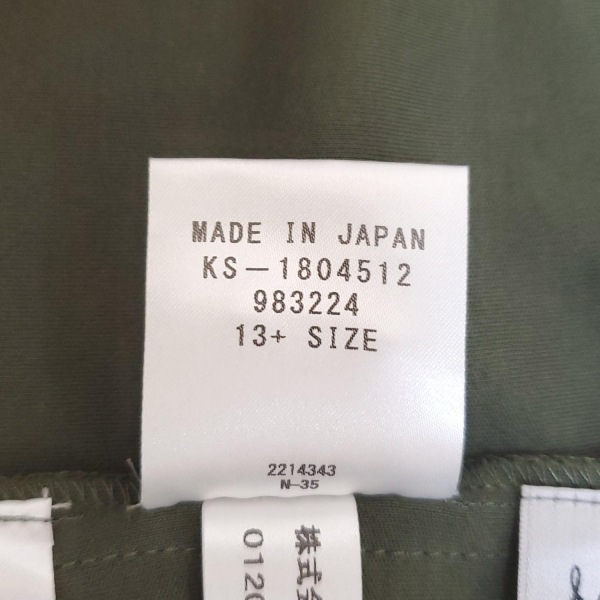 MADE IN JAPAN
KS-1804512
983224
13+ SIZE
2214343
N-35
株式会
0120